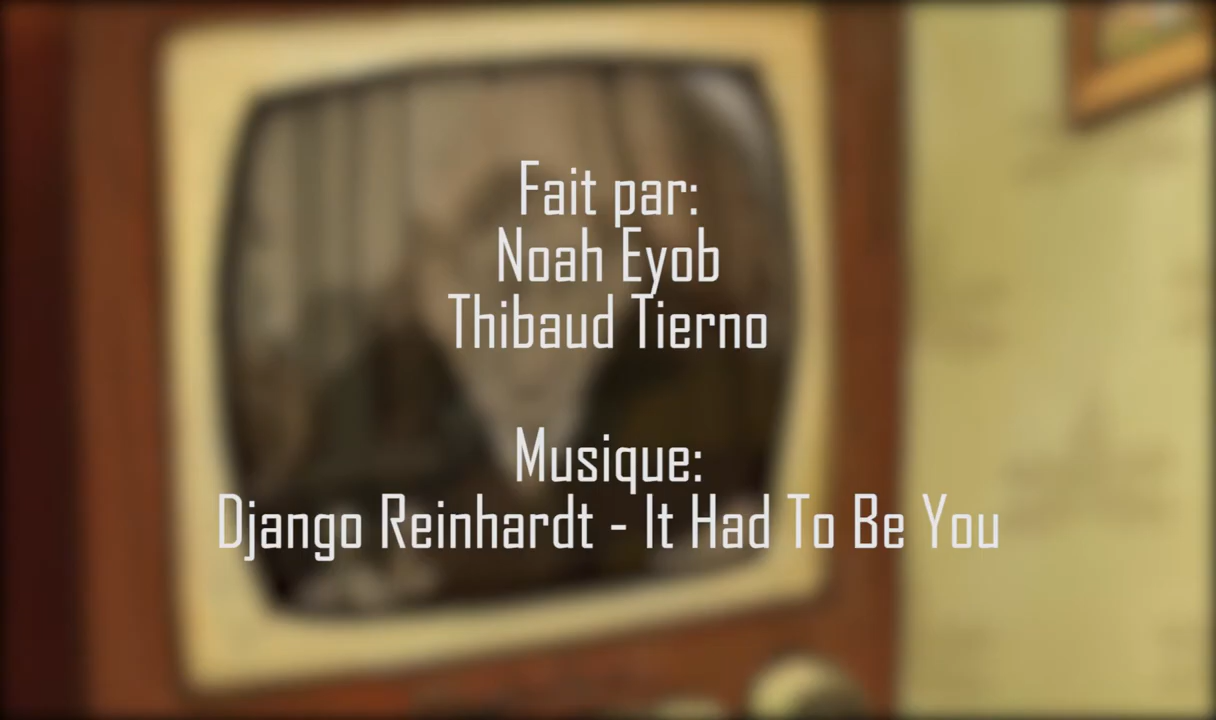 Fait par:
Noah Eyob
Thibaud Tierno
Musique:
Django Reinhardt - It Had To Be You